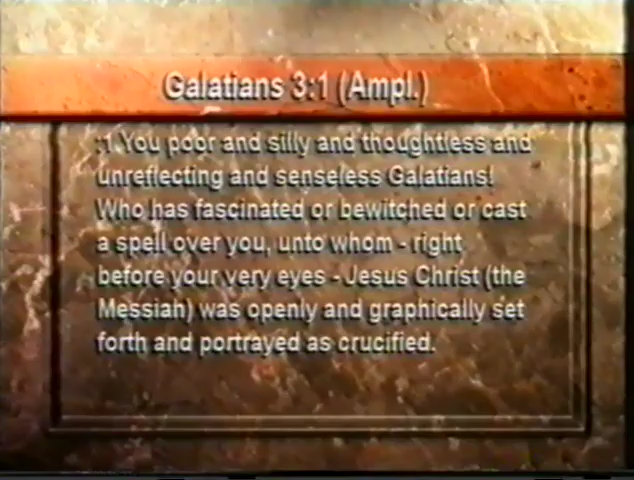 Galatians 3:1 (Ampl.)
:1.You poor and silly and thoughtless and
unreflecting and senseless Galatians!
Who has fascinated or bewitched or cast
a spell over you, unto whom - right
before your very eyes - Jesus Christ (the
Messiah) was openly and graphically set
forth and portrayed as crucified.